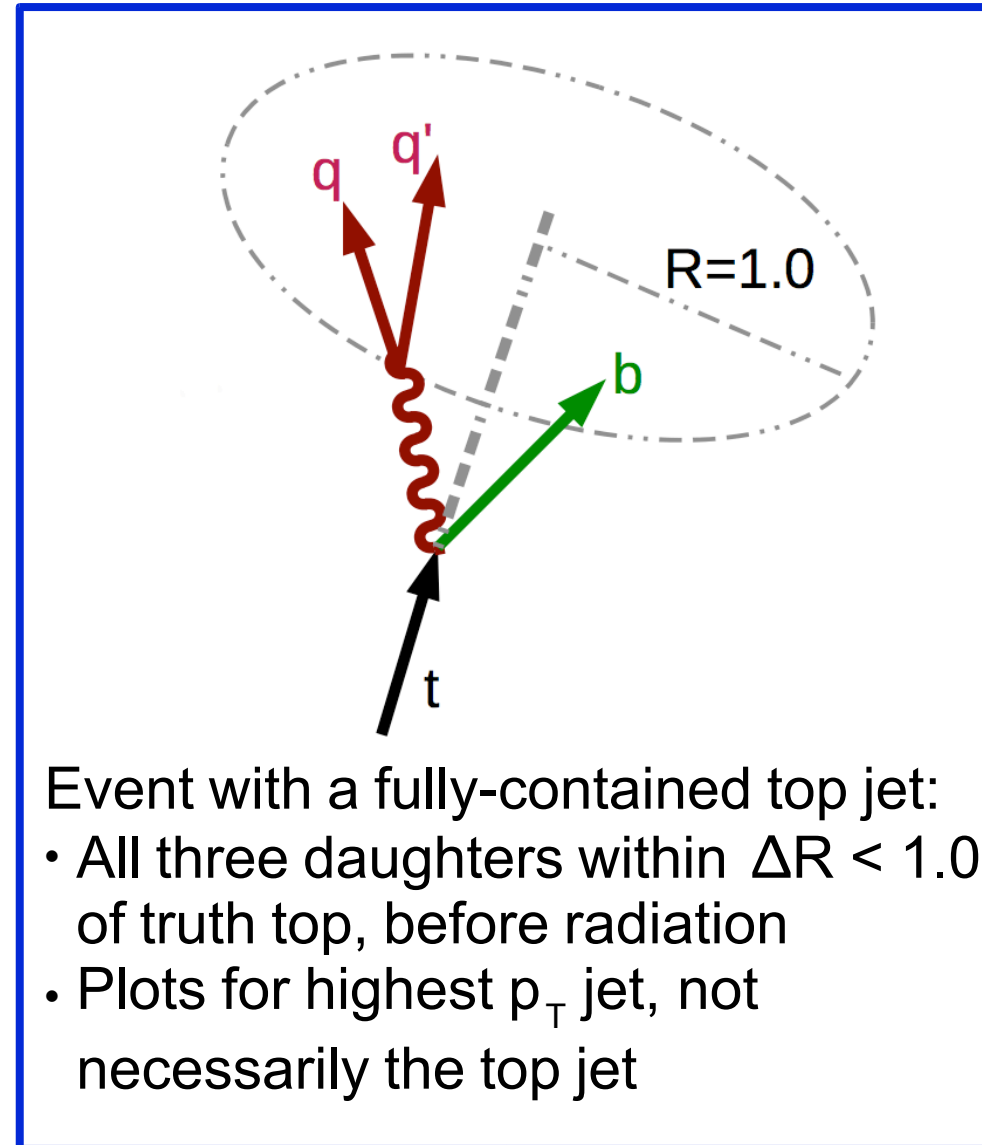 q q'
R=1.0
b
t
Event with a fully-contained top jet:
• All three daughters within ΔR < 1.0
of truth top, before radiation
• Plots for highest p_T jet, not
necessarily the top jet